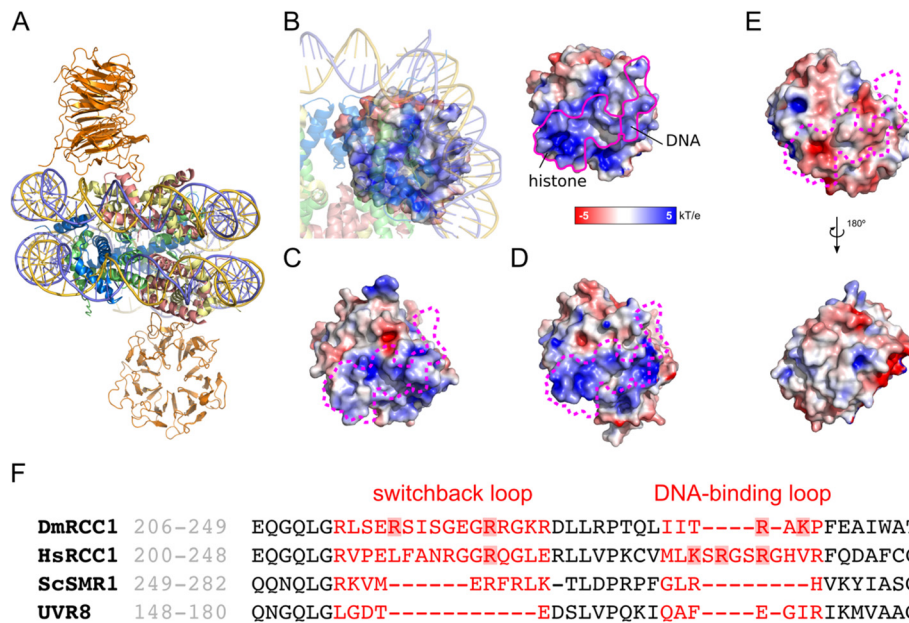 A
B
E
DNA
histone
-5 5 kT/e
180°
C
D
F
switchback loop DNA-binding loop
DmRCC1 206–249 EQGQLGRLSERSISGEGRRGKRDLLRPTQLIIT----R-AKPFEAIWAT
HsRCC1 200–248 EQGQLGRVPELFANRGGRQGLERLLVPKCVMLKSRGSRGHVRFQDAFC
ScSMR1 249–282 QQNQLGRKVM------ERFRLK-TLDPRPFGLR--------HVKYIAS
UVR8 148–180 QNGQLGLGDT-----------EDSLVPQKIQAF----E-GIRIKMVAA